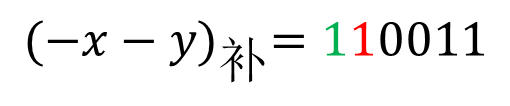 (−x − y)补 = 110011